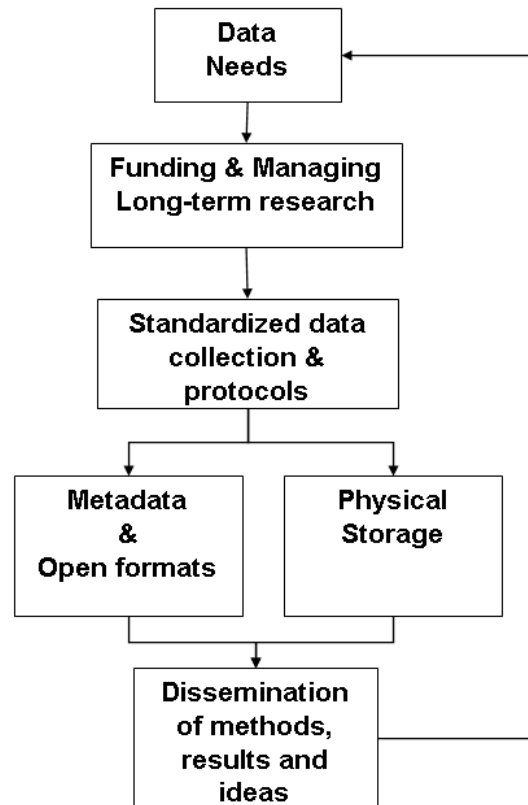 Data
Needs
Funding & Managing
Long-term research
Standardized data
collection &
protocols
Metadata
&
Open formats
Physical
Storage
Dissemination
of methods,
results and
ideas